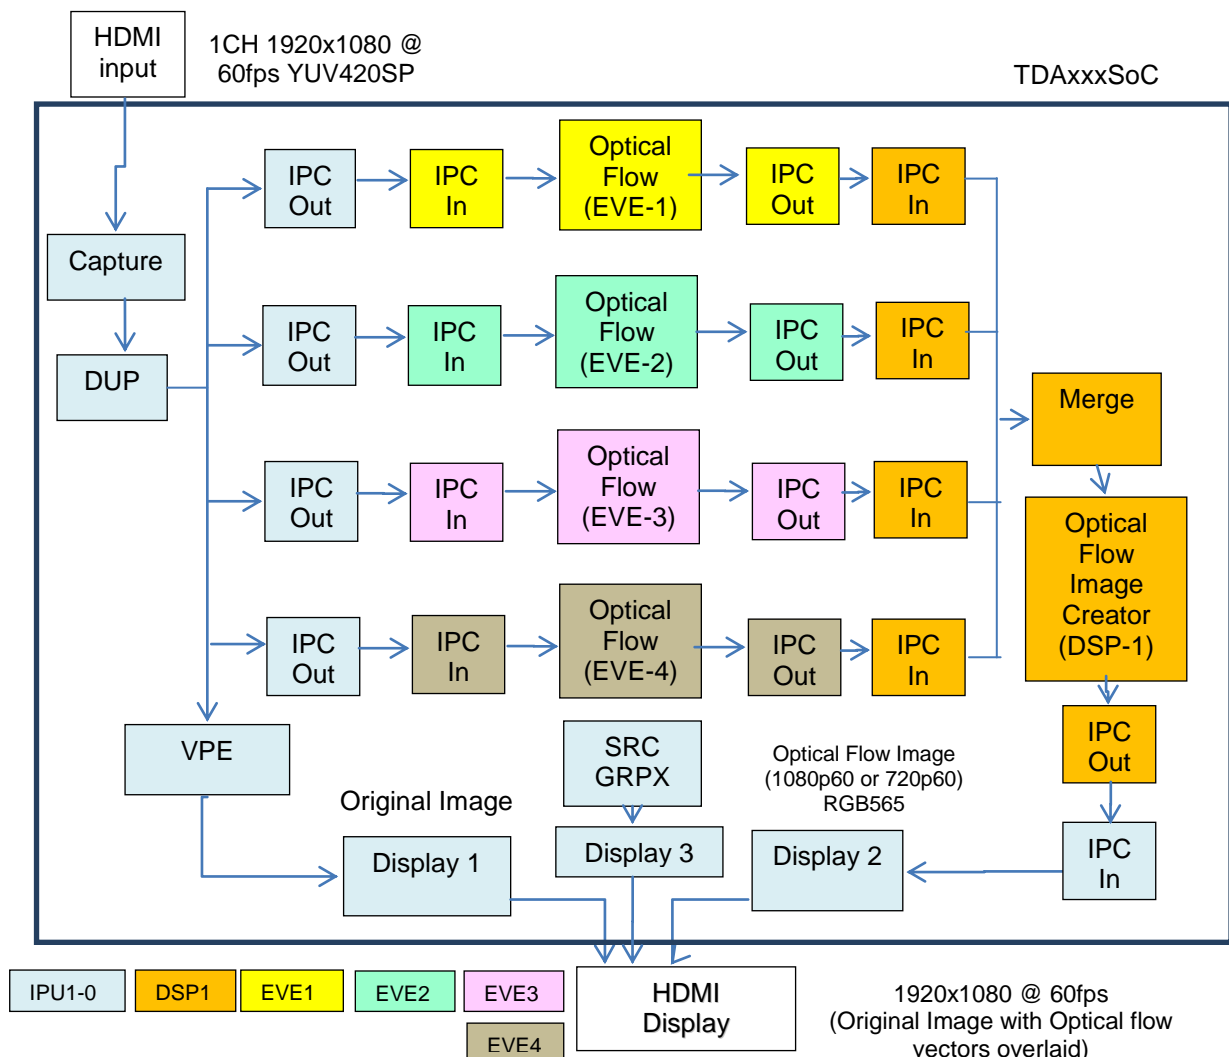 HDMI
input
1CH 1920x1080 @
60fps YUV420SP
TDAxxxSoC
IPC
Out
IPC
In
Optical
Flow
(EVE-1)
IPC
Out
IPC
In
Capture
IPC
Out
IPC
In
Optical
Flow
(EVE-2)
IPC
Out
IPC
In
DUP
Merge
IPC
Out
IPC
In
Optical
Flow
(EVE-3)
IPC
Out
IPC
In
Optical
Flow
Image
Creator
(DSP-1)
IPC
Out
IPC
In
Optical
Flow
(EVE-4)
IPC
Out
IPC
In
VPE
SRC
GRPX
Optical Flow Image
(1080p60 or 720p60)
RGB565
IPC
Out
Original Image
Display 1
Display 3
Display 2
IPC
In
IPU1-0
DSP1
EVE1
EVE2
EVE3
EVE4
HDMI
Display
1920x1080 @ 60fps
(Original Image with Optical flow
vectors overlaid)